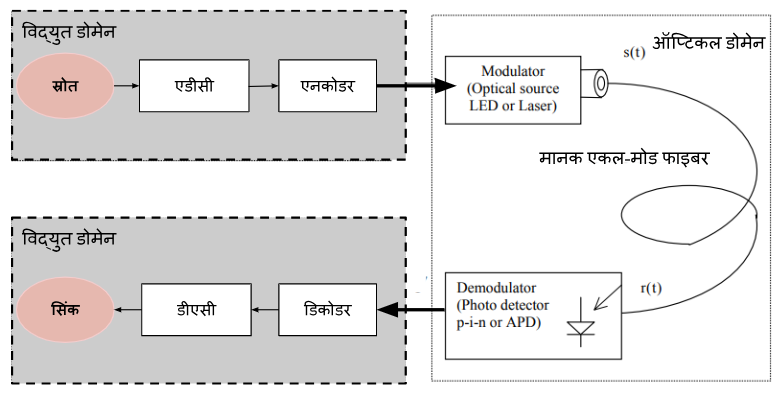 विद्युत डोमेन
स्रोत
एडीसी
एनकोडर
Modulator
(Optical source
LED or Laser)
s(t)
ऑप्टिकल डोमेन
मानक एकल-मोड फाइबर
विद्युत डोमेन
सिंक
डीएसी
डिकोडर
Demodulator
(Photo detector
p-i-n or APD)
r(t)